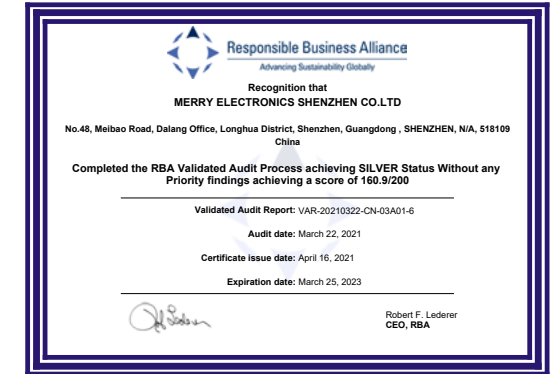 Responsible Business Alliance
Advancing Sustainability Globally
Recognition that
MERRY ELECTRONICS SHENZHEN CO.LTD
No.48, Meibao Road, Dalang Office, Longhua District, Shenzhen, Guangdong , SHENZHEN, N/A, 518109
China
Completed the RBA Validated Audit Process achieving SILVER Status Without any
Priority findings achieving a score of 160.9/200
Validated Audit Report: VAR-20210322-CN-03A01-6
Audit date: March 22, 2021
Certificate issue date: April 16, 2021
Expiration date: March 25, 2023
Robert F. Lederer
CEO, RBA